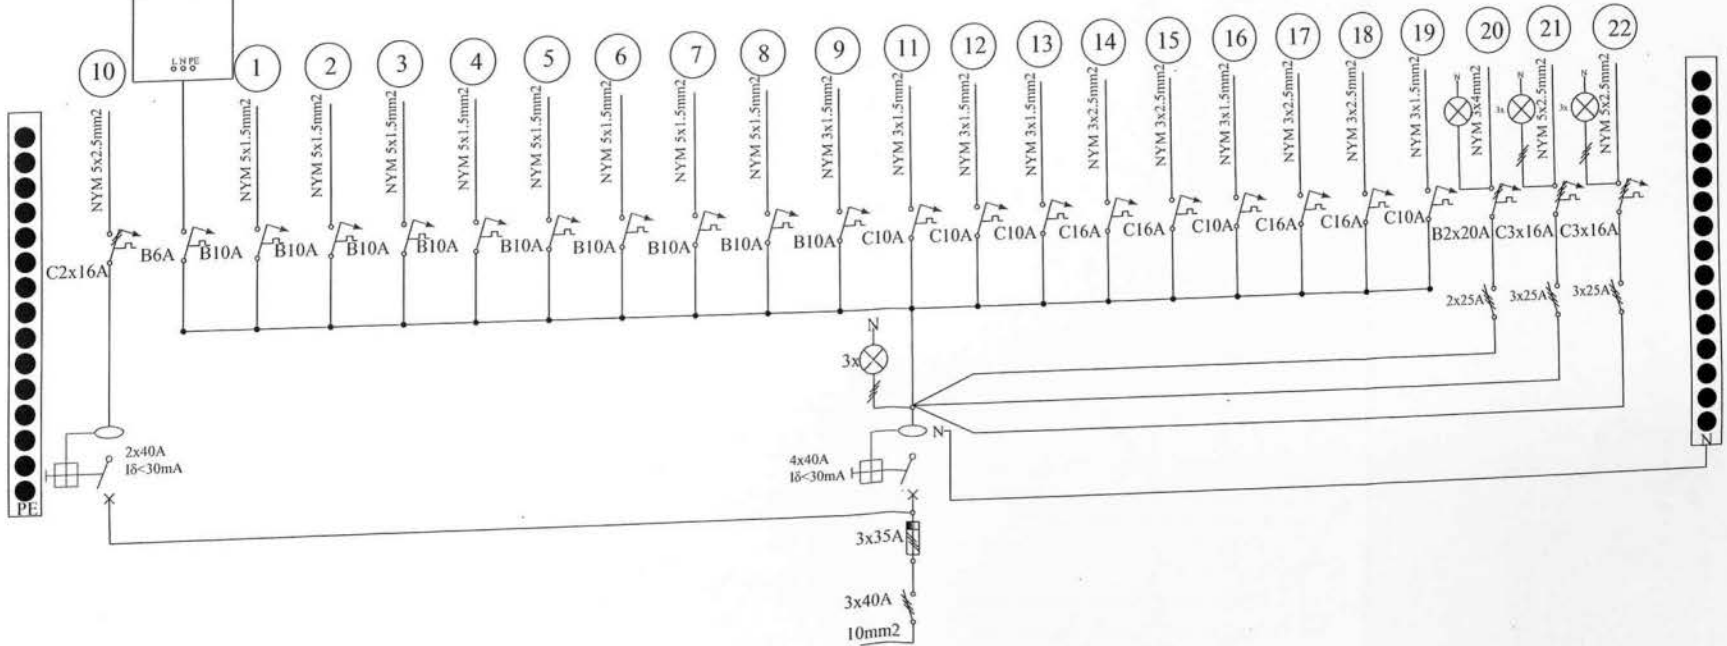 L N PE
10
1
2
3
4
5
6
7
8
9
11
12
13
14
15
16
17
18
19
20
21
22
NYM 5x2.5mm2
NYM 5x1.5mm2
NYM 5x1.5mm2
NYM 5x1.5mm2
NYM 5x1.5mm2
NYM 5x1.5mm2
NYM 5x1.5mm2
NYM 5x1.5mm2
NYM 5x1.5mm2
NYM 3x1.5mm2
NYM 3x1.5mm2
NYM 3x1.5mm2
NYM 3x1.5mm2
NYM 3x2.5mm2
NYM 3x2.5mm2
NYM 3x1.5mm2
NYM 3x2.5mm2
NYM 3x2.5mm2
NYM 3x1.5mm2
N
NYM 3x4mm2
N
3x
NYM 5x2.5mm2
N
3x
NYM 5x2.5mm2
C2x16A
B6A
B10A
B10A
B10A
B10A
B10A
B10A
B10A
B10A
B10A
C10A
C10A
C10A
C16A
C16A
C10A
C16A
C16A
C10A
B2x20A
C3x16A
C3x16A
2x25A
3x25A
3x25A
N
3x
N
N
2x40A
Iδ<30mA
4x40A
Iδ<30mA
PE
3x35A
3x40A
10mm2